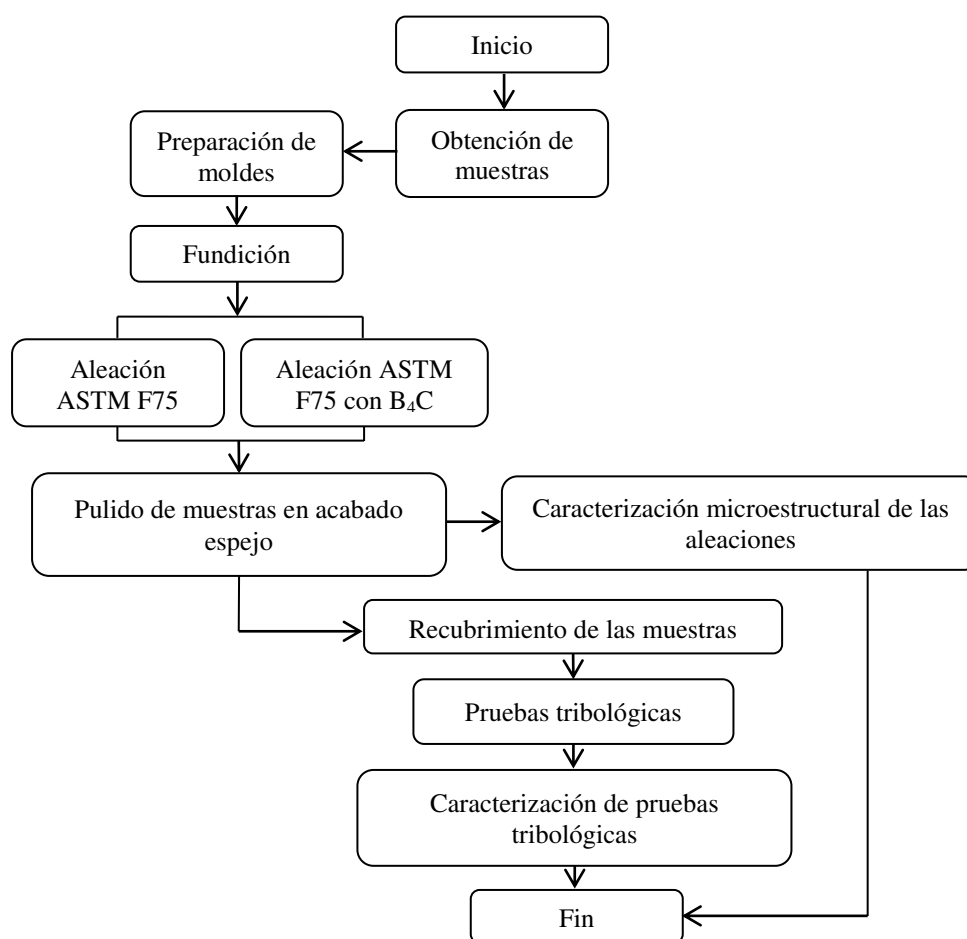 Inicio
Obtención de
muestras
Preparación de
moldes
Fundición
Aleación
ASTM F75
Aleación ASTM
F75 con B₄C
Pulido de muestras en acabado
espejo
Caracterización microestructural de las
aleaciones
Recubrimiento de las muestras
Pruebas tribológicas
Caracterización de pruebas
tribológicas
Fin